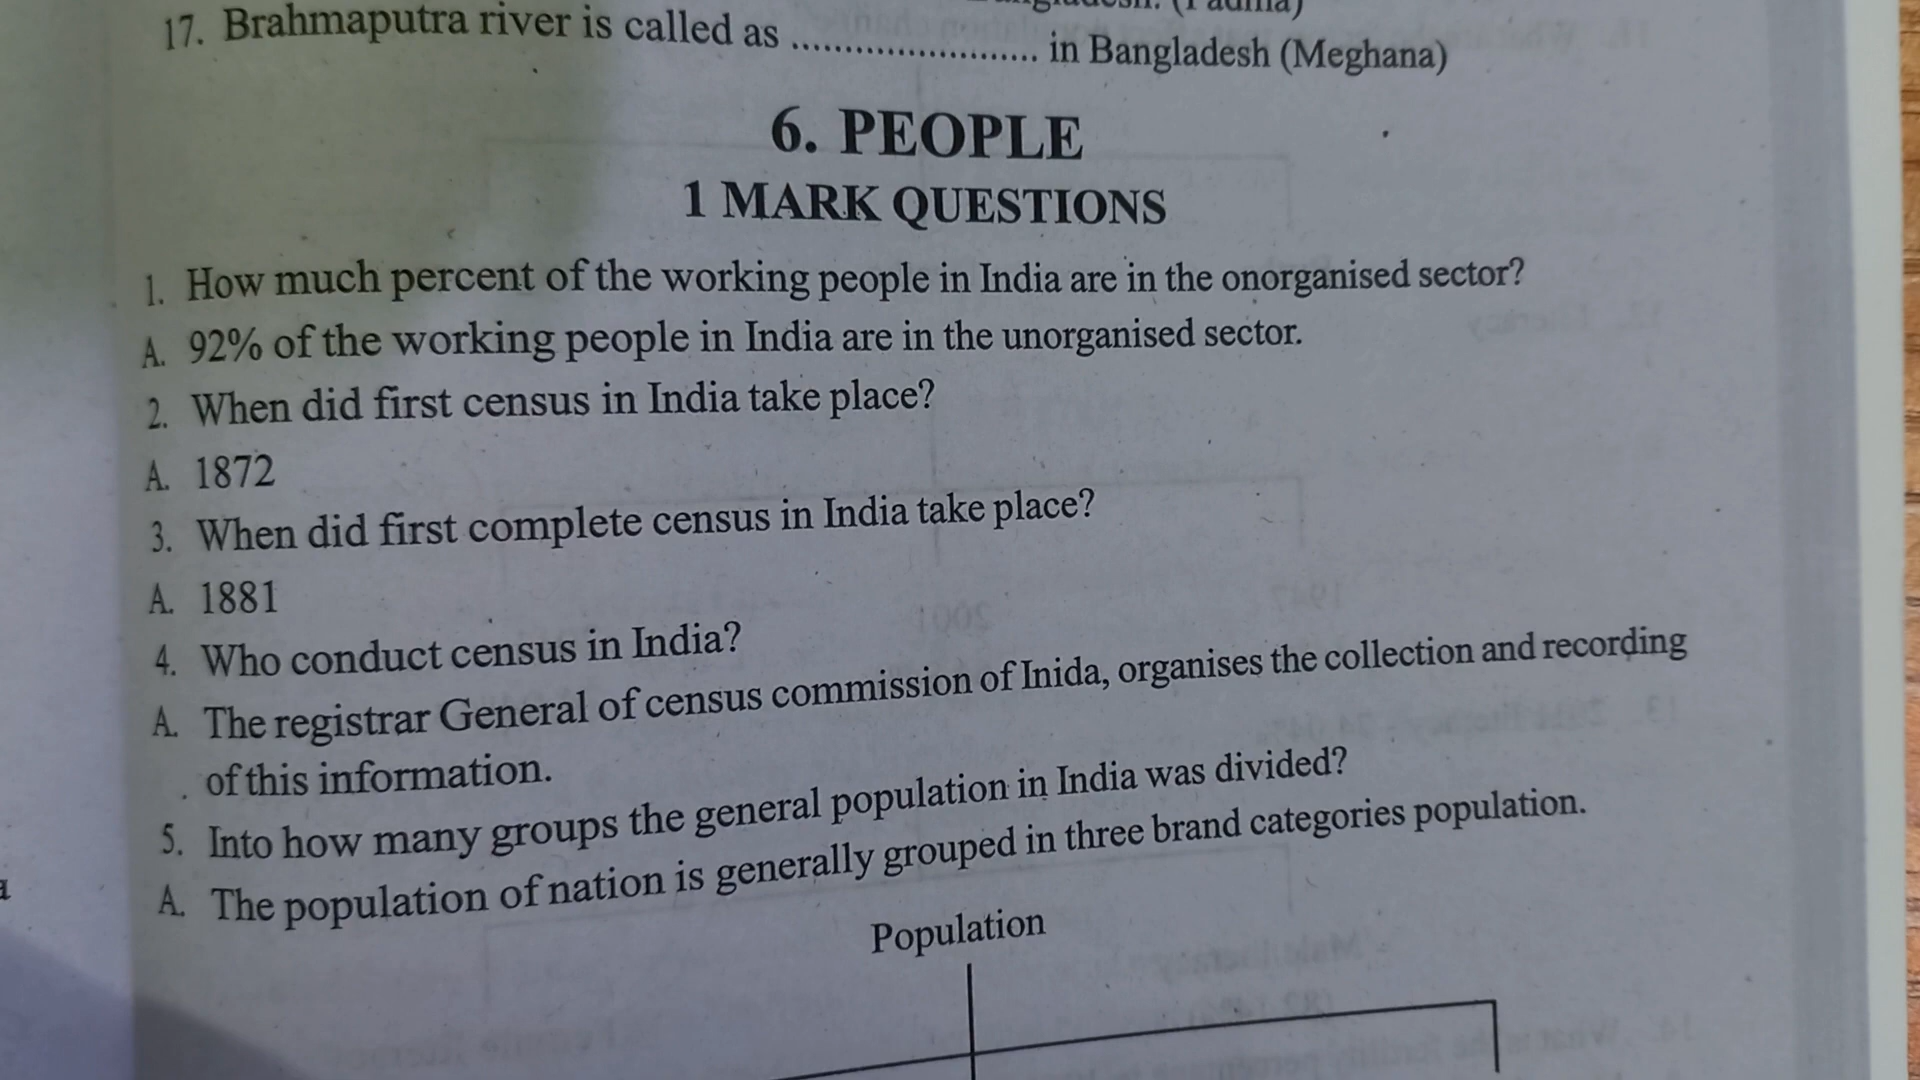 17. Brahmaputra river is called as ........................ in Bangladesh (Meghana)
6. PEOPLE
1 MARK QUESTIONS
1. How much percent of the working people in India are in the onorganised sector?
A. 92% of the working people in India are in the unorganised sector.
2. When did first census in India take place?
A. 1872
3. When did first complete census in India take place?
A. 1881
4. Who conduct census in India?
A. The registrar General of census commission of Inida, organises the collection and recording
of this information.
5. Into how many groups the general population in India was divided?
A. The population of nation is generally grouped in three brand categories population.
Population